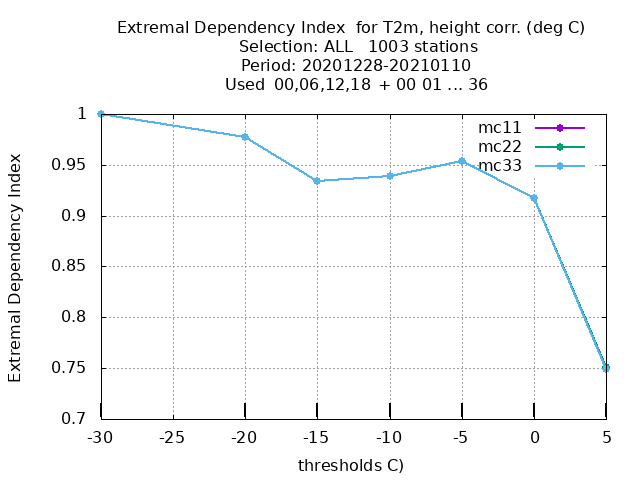 Extremal Dependency Index  for T2m, height corr. (deg C)
Selection: ALL   1003 stations
Period: 20201228-20210110
Used  00,06,12,18  + 00 01 ... 36
mc11
mc22
mc33
1
0.95
0.9
0.85
0.8
0.75
0.7
Extremal Dependency Index
-30 -25 -20 -15 -10 -5 0 5
thresholds C)